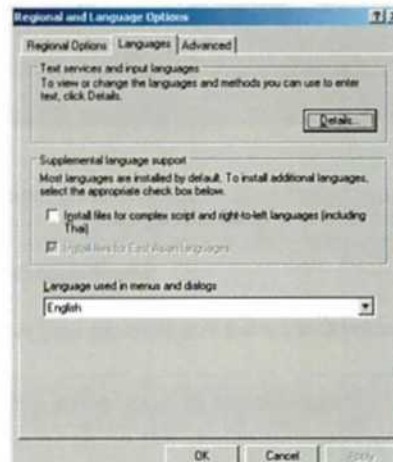 Regional and Language Options
Regional Options Languages Advanced
Text services and input languages
To view or change the languages and methods you can use to enter
text, click Details.
Details...
Supplemental language support
Most languages are installed by default. To install additional languages,
select the appropriate check box below.
Install files for complex script and right-to-left languages (including
Thai)
Install files for East Asian languages
Language used in menus and dialogs
English
OK Cancel Apply